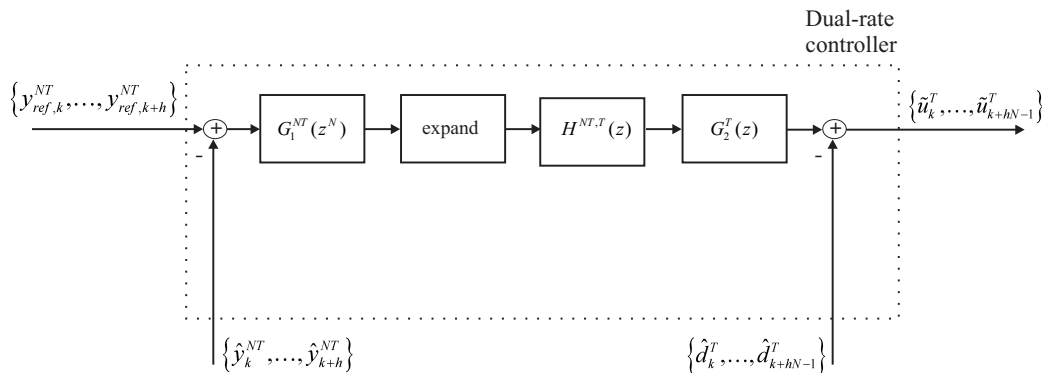 Dual-rate
controller
{y_{ref,k}^{NT},…,y_{ref,k+h}^{NT}}
{ũ_k^T,…,ũ_{k+hN-1}^T}
+
G_1^{NT}(z^N)
expand
H^{NT,T}(z)
G_2^T(z)
+
-
-
{ŷ_k^{NT},…,ŷ_{k+h}^{NT}}
{d̂_k^T,…,d̂_{k+hN-1}^T}